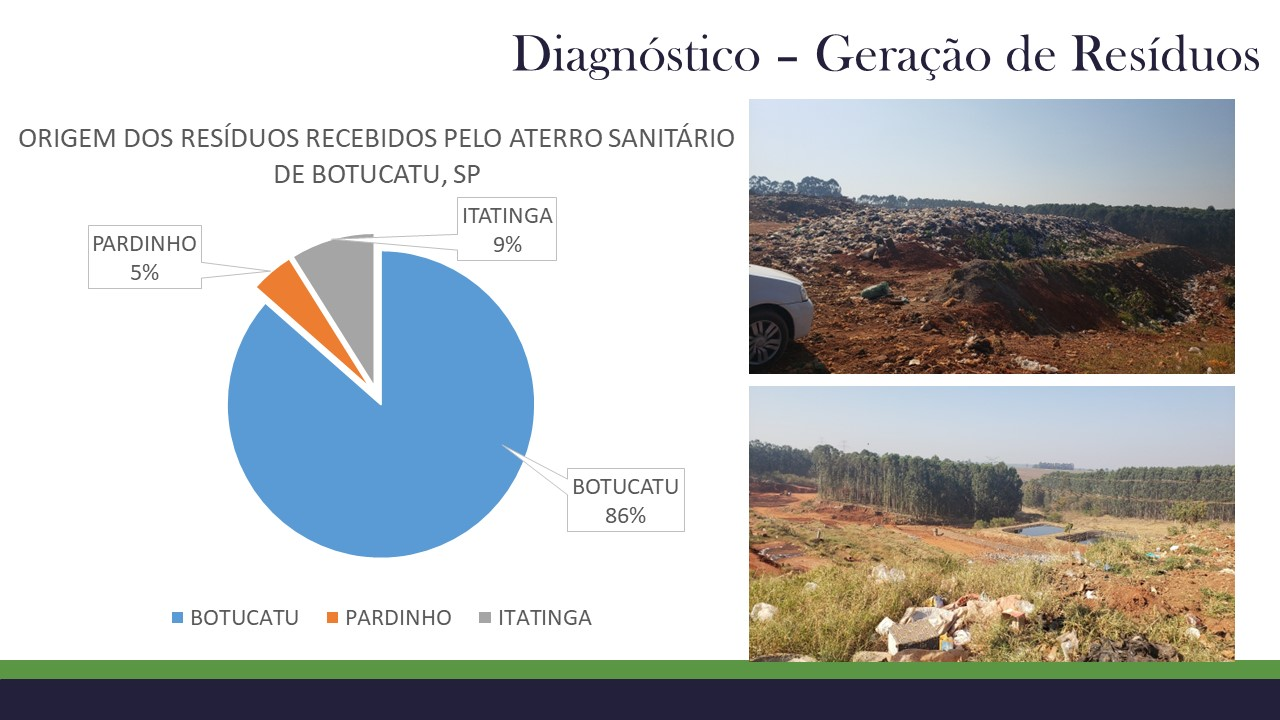 Diagnóstico – Geração de Resíduos
ORIGEM DOS RESÍDUOS RECEBIDOS PELO ATERRO SANITÁRIO
DE BOTUCATU, SP
ITATINGA
9%
PARDINHO
5%
BOTUCATU
86%
BOTUCATU PARDINHO ITATINGA